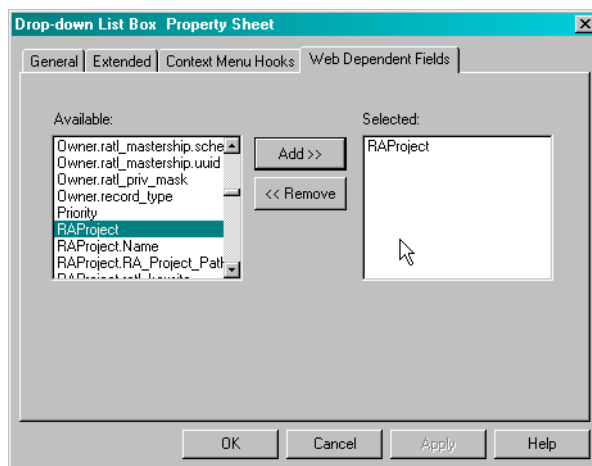 Drop-down List Box Property Sheet
General Extended Context Menu Hooks Web Dependent Fields
Available: Selected:
Owner.ratl_mastership.sche
Owner.ratl_mastership.uuid
Owner.ratl_priv_mask
Owner.record_type
Priority
RAProject
RAProject.Name
RAProject.RA_Project_Path
Add >>
<< Remove
RAProject
OK Cancel Apply Help